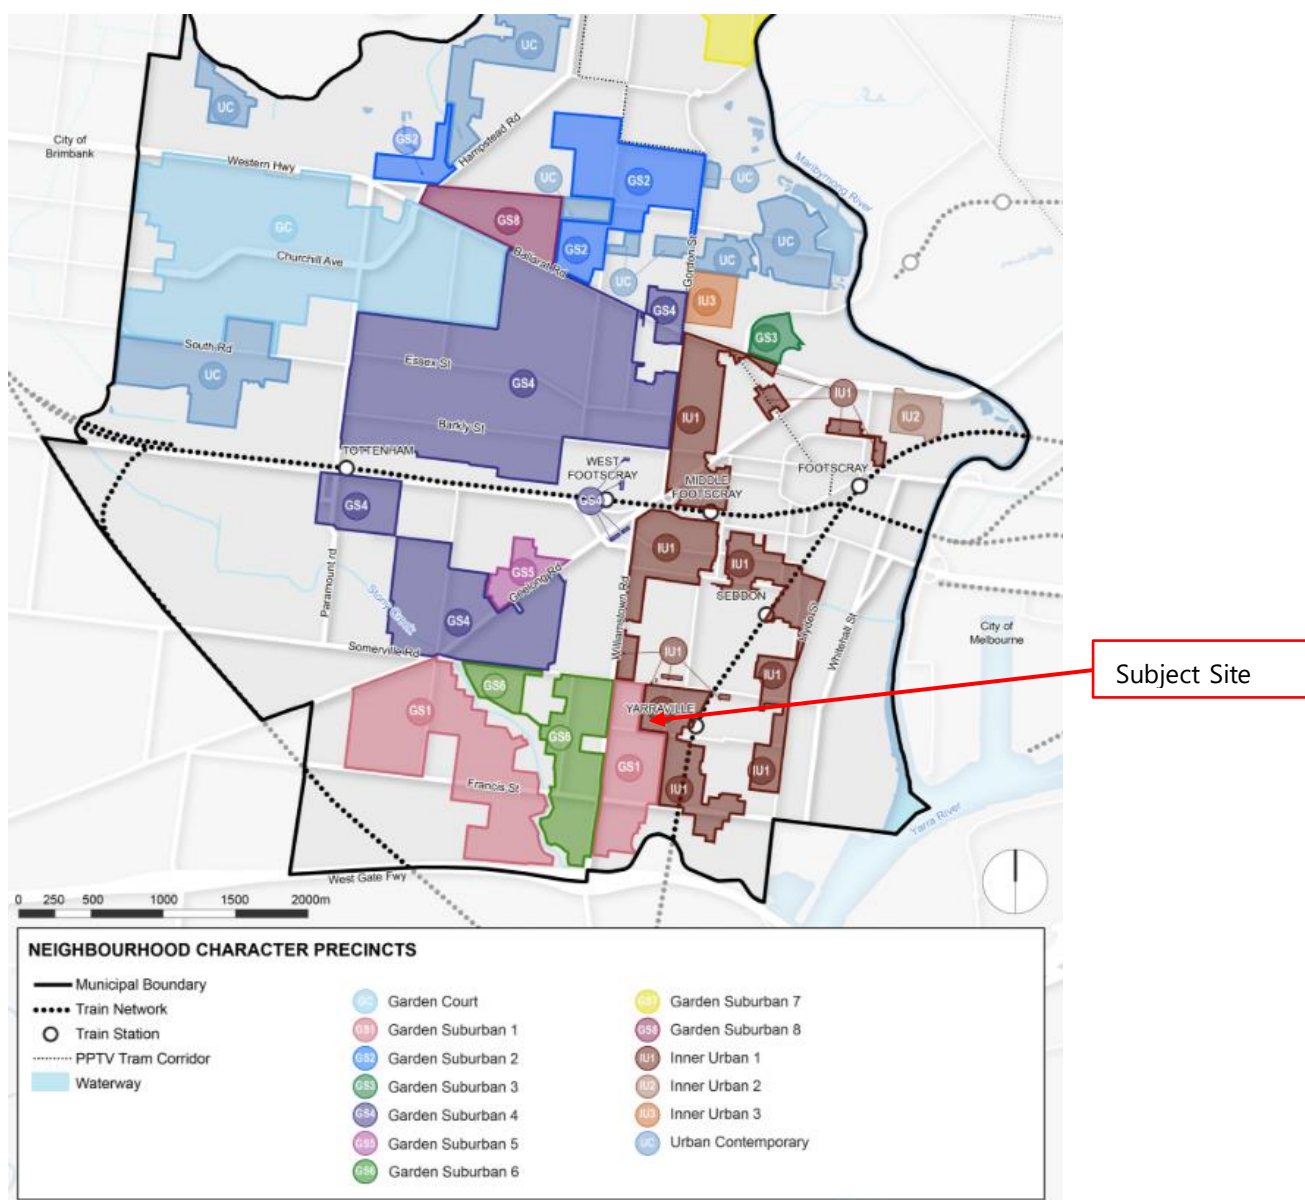 UC
UC
City of
Brimbank
GS2
Hampstead Rd
Maribyrnong River
Western Hwy
UC
GS2
UC
GS8
GC
Churchill Ave
Ballarat Rd
GS2
Gordon St
UC
UC
UC
IU3
GS4
GS3
South Rd
UC
Essex St
GS4
IU1
IU1
IU2
Barkly St
TOTTENHAM
WEST
FOOTSCRAY
FOOTSCRAY
MIDDLE
FOOTSCRAY
GS4
GS4
IU1
IU1
GS5
Geelong Rd
Paramount rd
Stony Creek
GS4
SEDDON
Williamstown Rd
Hyde St
Whitehall St
City of
Melbourne
Somerville Rd
IU1
IU1
Subject Site
GS6
GS1
YARRAVILLE
GS6
GS1
IU1
IU1
Francis St
Yarra River
West Gate Fwy
0 250 500 1000 1500 2000m
NEIGHBOURHOOD CHARACTER PRECINCTS
Municipal Boundary
Train Network
Train Station
PPTV Tram Corridor
Waterway
GC Garden Court
GS1 Garden Suburban 1
GS2 Garden Suburban 2
GS3 Garden Suburban 3
GS4 Garden Suburban 4
GS5 Garden Suburban 5
GS6 Garden Suburban 6
GS7 Garden Suburban 7
GS8 Garden Suburban 8
IU1 Inner Urban 1
IU2 Inner Urban 2
IU3 Inner Urban 3
UC Urban Contemporary